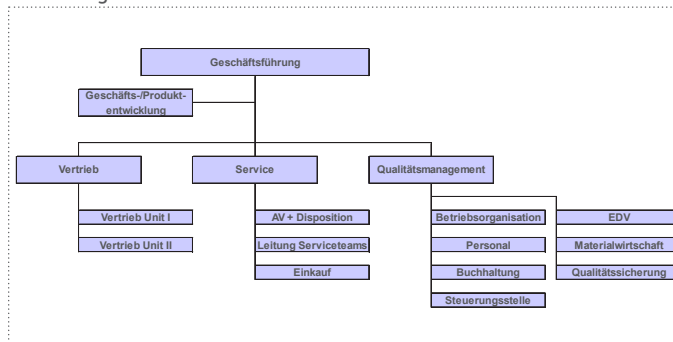 Geschäftsführung
Geschäfts-/Produkt-
entwicklung
Vertrieb
Service
Qualitätsmanagement
Vertrieb Unit I
AV + Disposition
Betriebsorganisation
EDV
Vertrieb Unit II
Leitung Serviceteams
Personal
Materialwirtschaft
Einkauf
Buchhaltung
Qualitätssicherung
Steuerungsstelle